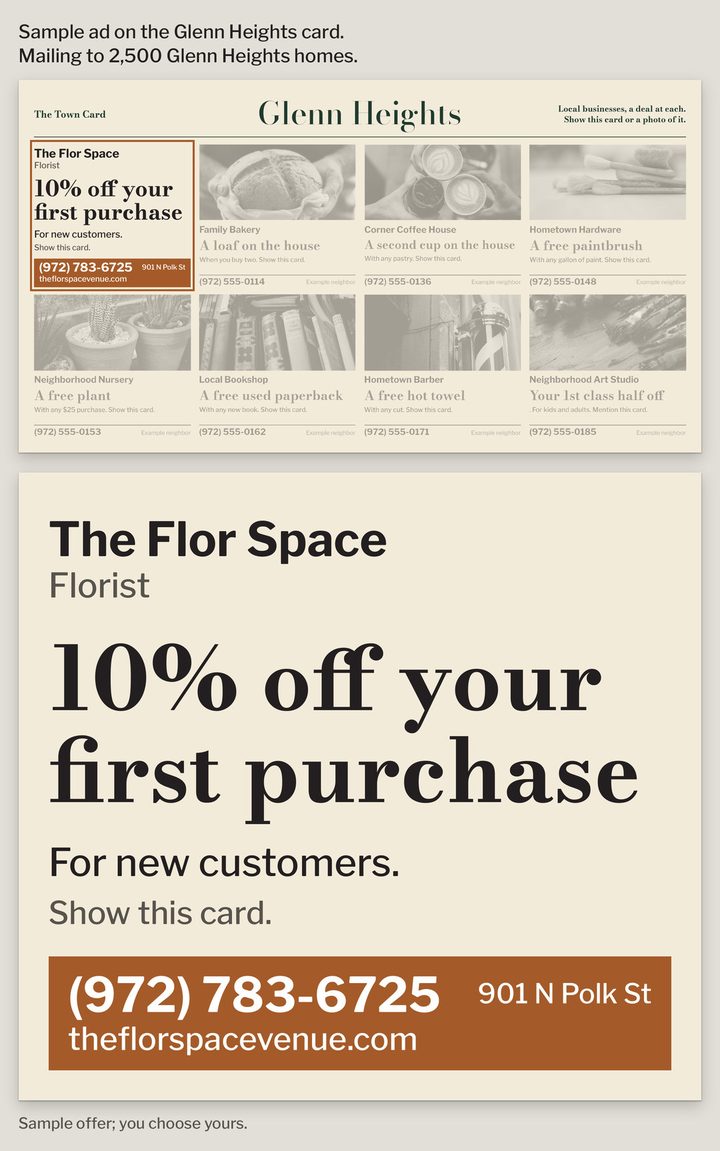 Sample ad on the Glenn Heights card.
Mailing to 2,500 Glenn Heights homes.
The Town Card
Glenn Heights
Local businesses, a deal at each.
Show this card or a photo of it.
The Flor Space
Florist
10% off your
first purchase
For new customers.
Show this card.
(972) 783-6725 901 N Polk St
theflorspacevenue.com
Family Bakery
A loaf on the house
When you buy two. Show this card.
(972) 555-0114 Example neighbor
Corner Coffee House
A second cup on the house
With any pastry. Show this card.
(972) 555-0136 Example neighbor
Hometown Hardware
A free paintbrush
With any gallon of paint. Show this card.
(972) 555-0148 Example neighbor
Neighborhood Nursery
A free plant
With any $25 purchase. Show this card.
(972) 555-0153 Example neighbor
Local Bookshop
A free used paperback
With any new book. Show this card.
(972) 555-0162 Example neighbor
Hometown Barber
A free hot towel
With any cut. Show this card.
(972) 555-0171 Example neighbor
Neighborhood Art Studio
Your 1st class half off
For kids and adults. Mention this card.
(972) 555-0185 Example neighbor
The Flor Space
Florist
10% off your
first purchase
For new customers.
Show this card.
(972) 783-6725 901 N Polk St
theflorspacevenue.com
Sample offer; you choose yours.